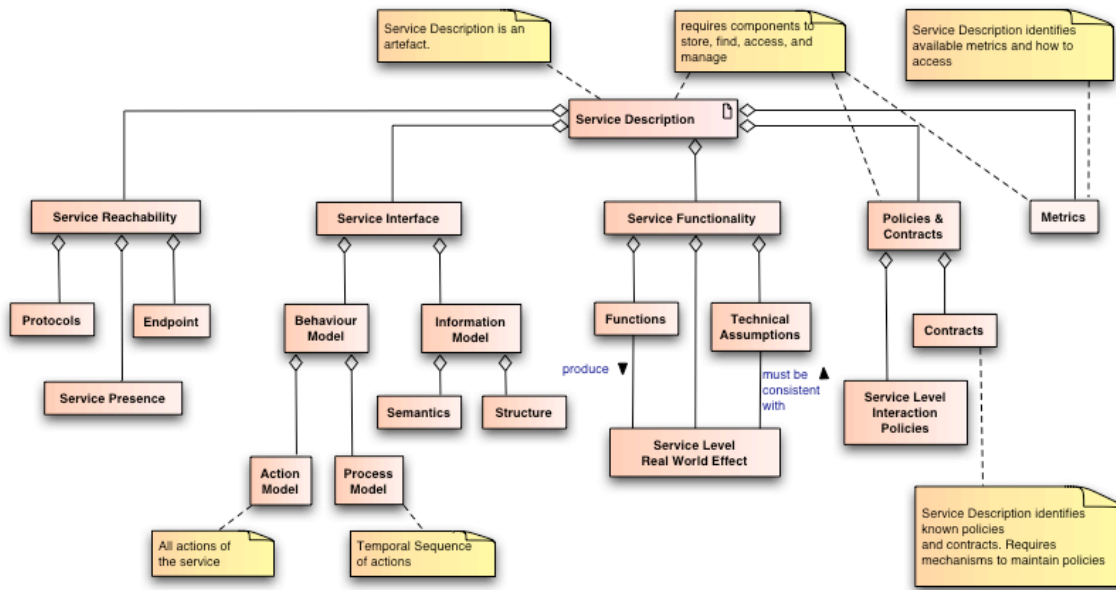 Service Description is an
artefact.
requires components to
store, find, access, and
manage
Service Description identifies
available metrics and how to
access
Service Description
Service Reachability
Service Interface
Service Functionality
Policies &
Contracts
Metrics
Protocols
Endpoint
Behaviour
Model
Information
Model
Functions
Technical
Assumptions
Contracts
produce
must be
consistent
with
Service Presence
Semantics
Structure
Service Level
Interaction
Policies
Service Level
Real World Effect
Action
Model
Process
Model
All actions of
the service
Temporal Sequence
of actions
Service Description identifies
known policies
and contracts. Requires
mechanisms to maintain policies